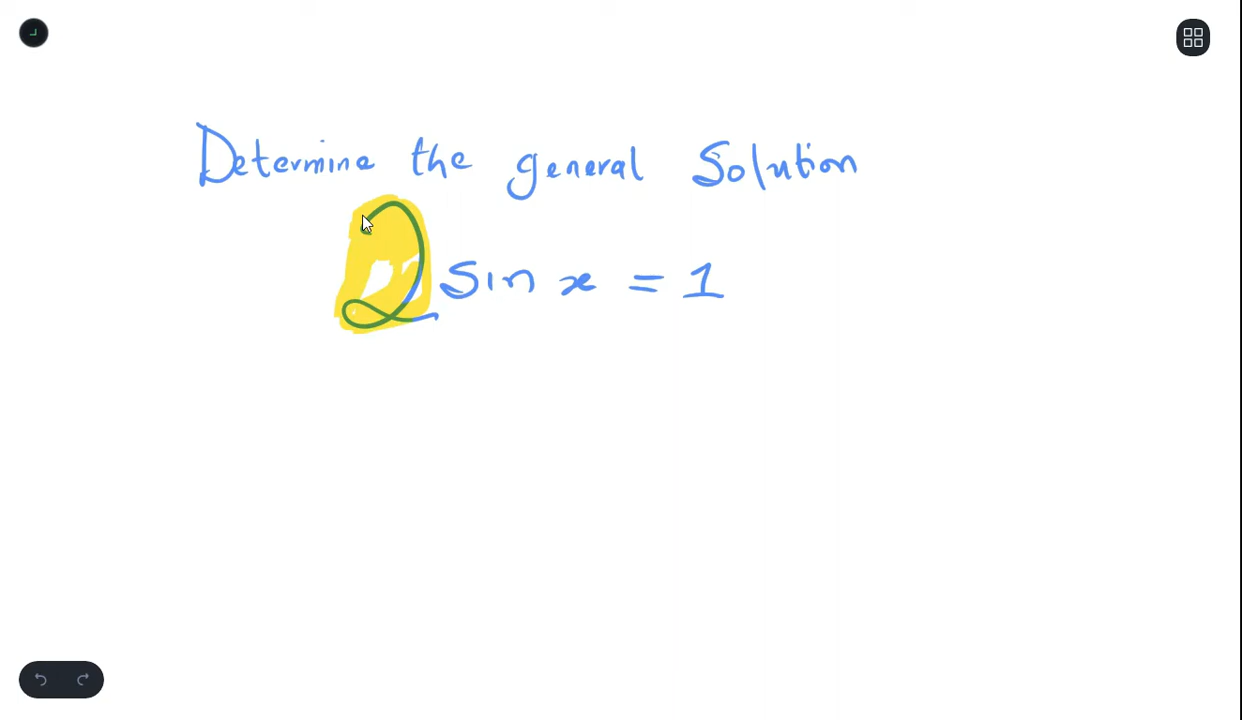 Determine the general Solution
2 sin x = 1